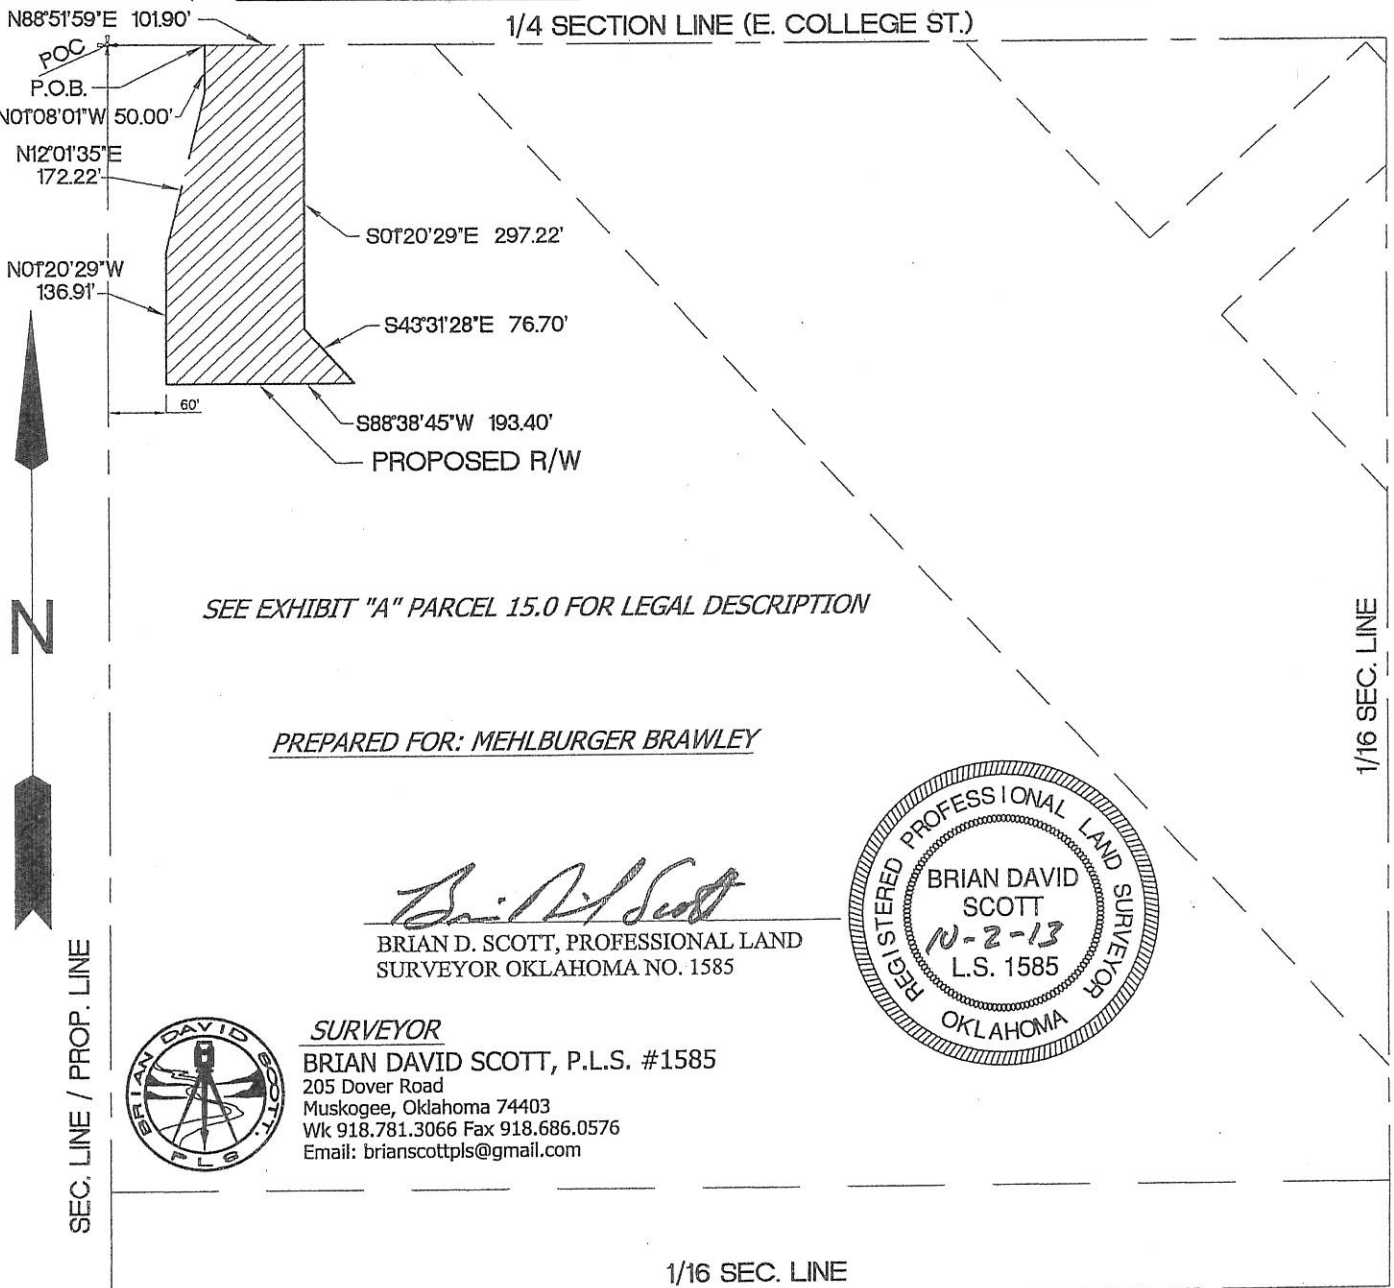 N88°51'59"E 101.90'
1/4 SECTION LINE (E. COLLEGE ST.)
POC
P.O.B.
N01°08'01"W 50.00'
N12°01'35"E
172.22'
S01°20'29"E 297.22'
N01°20'29"W
136.91'
S43°31'28"E 76.70'
60'
S88°38'45"W 193.40'
PROPOSED R/W
N
SEE EXHIBIT "A" PARCEL 15.0 FOR LEGAL DESCRIPTION
1/16 SEC. LINE
PREPARED FOR: MEHLBURGER BRAWLEY
BRIAN D. SCOTT, PROFESSIONAL LAND
SURVEYOR OKLAHOMA NO. 1585
REGISTERED PROFESSIONAL LAND SURVEYOR
BRIAN DAVID
SCOTT
10-2-13
L.S. 1585
OKLAHOMA
SEC. LINE / PROP. LINE
BRIAN DAVID SCOTT.
PLS
SURVEYOR
BRIAN DAVID SCOTT, P.L.S. #1585
205 Dover Road
Muskogee, Oklahoma 74403
Wk 918.781.3066 Fax 918.686.0576
Email: brianscottpls@gmail.com
1/16 SEC. LINE